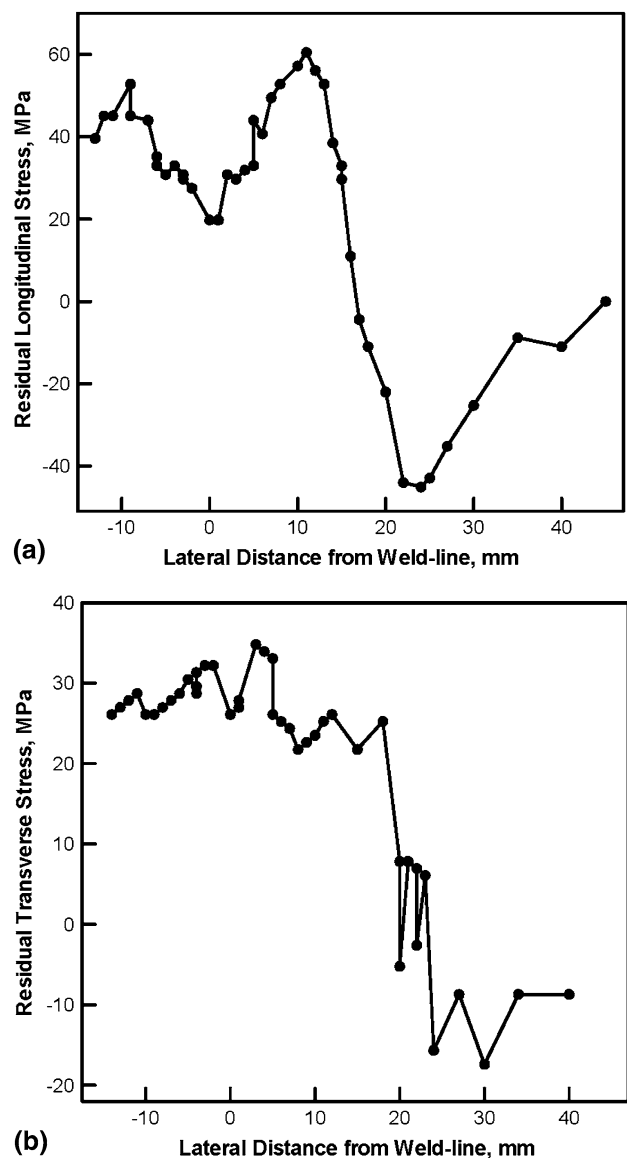 Residual Longitudinal Stress, MPa
60
40
20
0
-20
-40
-10 0 10 20 30 40
(a)
Lateral Distance from Weld-line, mm
Residual Transverse Stress, MPa
40
30
20
10
0
-10
-20
-10 0 10 20 30 40
(b)
Lateral Distance from Weld-line, mm